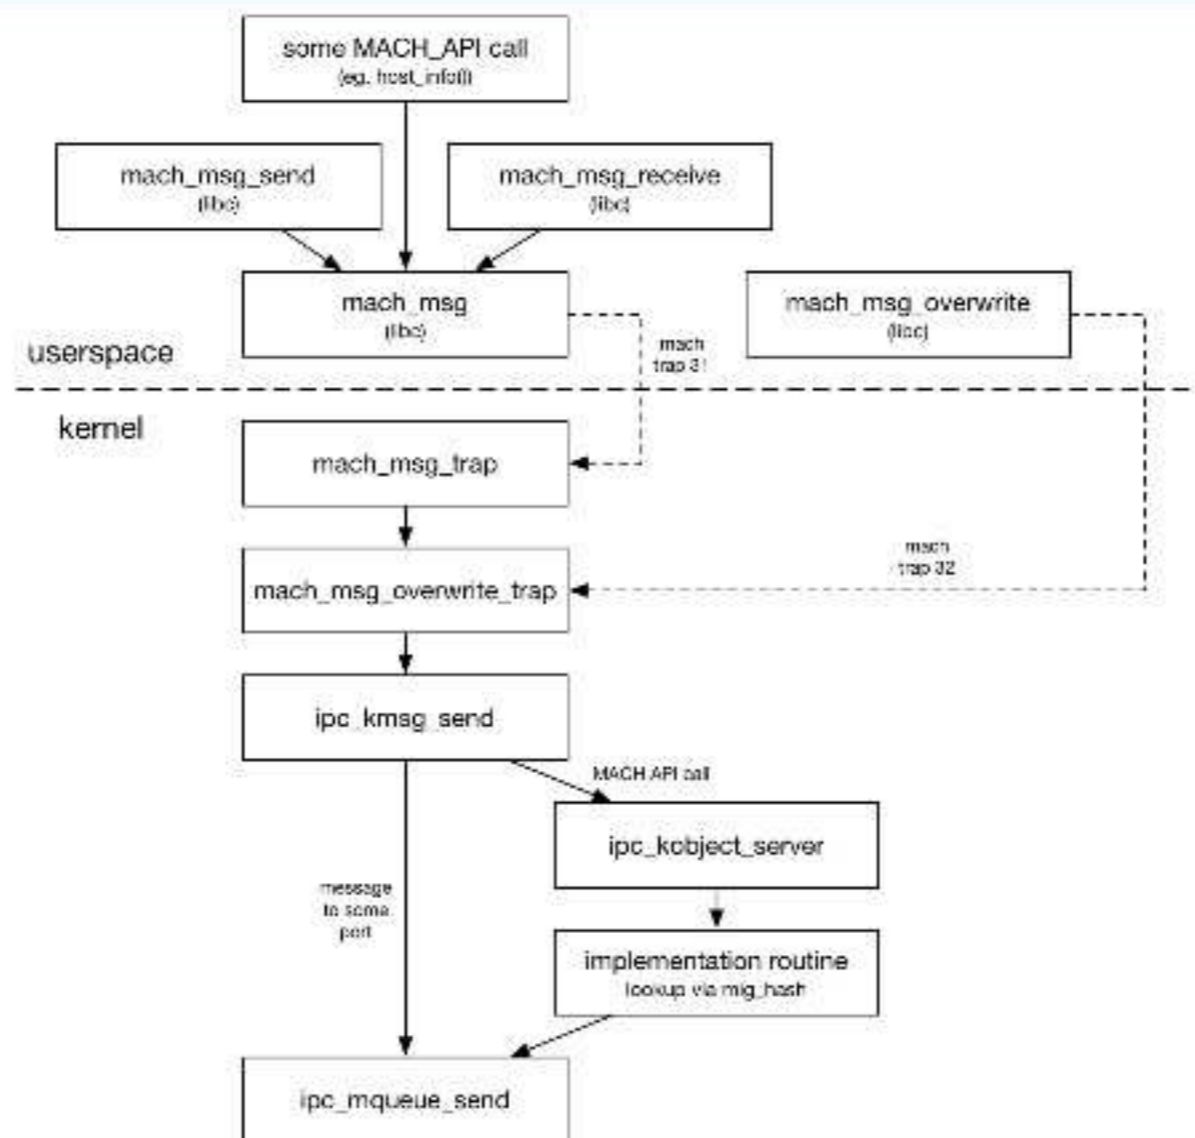 some MACH_API call
(eg. host_info())
mach_msg_send
(libc)
mach_msg_receive
(libc)
mach_msg
(libc)
mach_msg_overwrite
(libc)
mach
trap 31
userspace
kernel
mach_msg_trap
mach
trap 32
mach_msg_overwrite_trap
ipc_kmsg_send
MACH API call
ipc_kobject_server
message
to some
port
implementation routine
lookup via mig_hash
ipc_mqueue_send